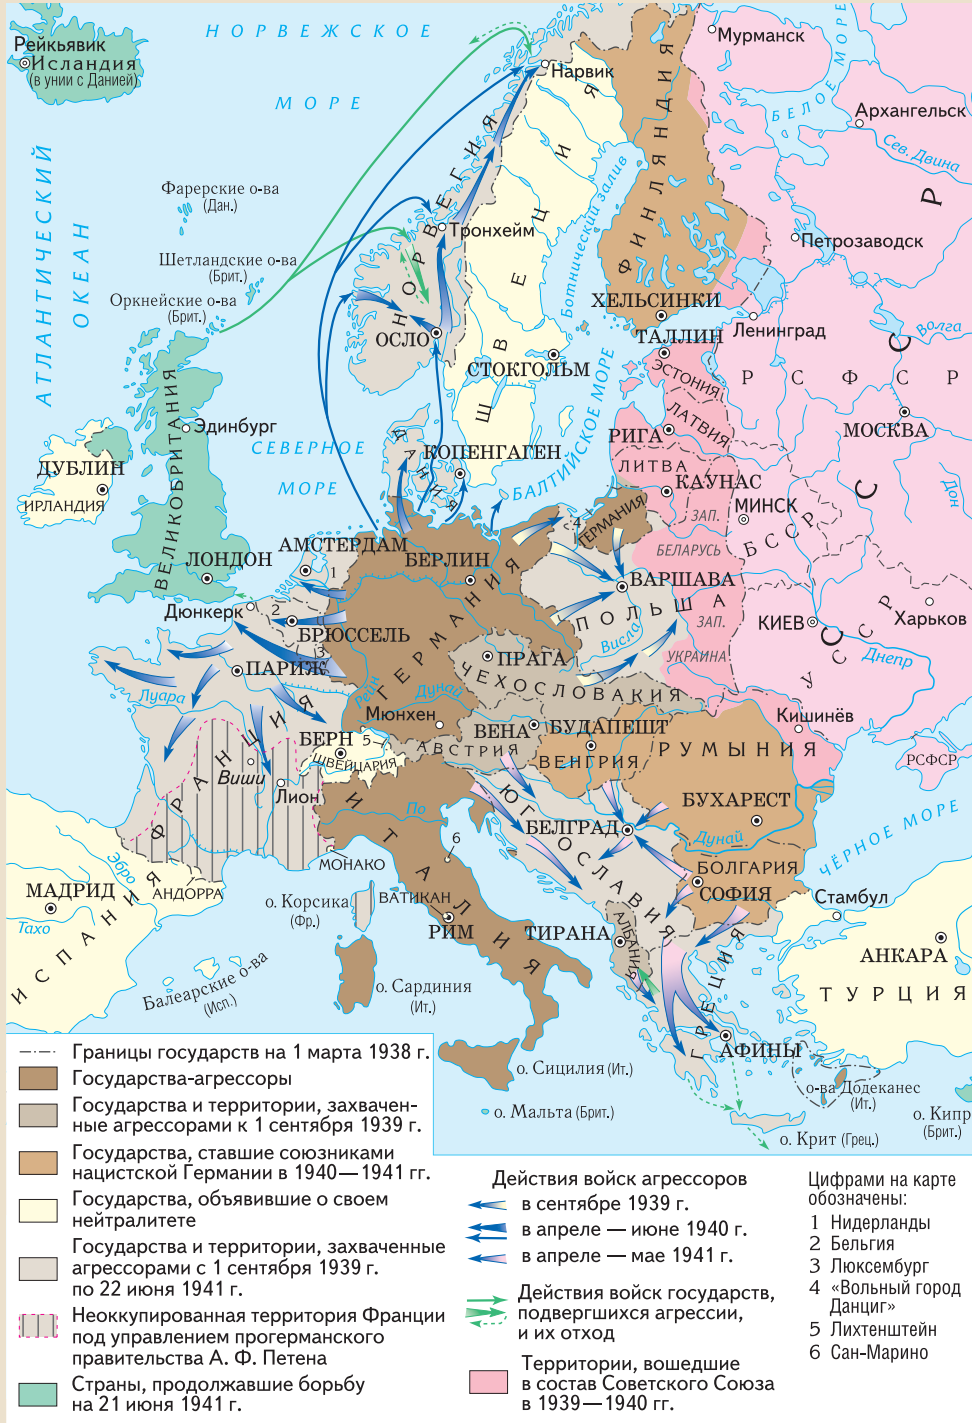 НОРВЕЖСКОЕ
МОРЕ
Рейкьявик
Исландия
(в унии с Данией)
Мурманск
БЕЛОЕ МОРЕ
Архангельск
Сев. Двина
Нарвик
АТЛАНТИЧЕСКИЙ
ОКЕАН
Фарерские о-ва
(Дан.)
Шетландские о-ва
(Брит.)
Оркнейские о-ва
(Брит.)
НОРВЕГИЯ
Тронхейм
ШВЕЦИЯ
Ботнический залив
ФИНЛЯНДИЯ
Петрозаводск
ХЕЛЬСИНКИ
ТАЛЛИН
Ленинград
Волга
ОСЛО
СТОКГОЛЬМ
ЭСТОНИЯ
РСФСР
СССР
ЛАТВИЯ
РИГА
МОСКВА
Эдинбург
ВЕЛИКОБРИТАНИЯ
СЕВЕРНОЕ
МОРЕ
ДАНИЯ
КОПЕНГАГЕН
БАЛТИЙСКОЕ МОРЕ
ДУБЛИН
ИРЛАНДИЯ
ЛИТВА
КАУНАС
ЗАП.
БЕЛАРУСЬ
МИНСК
БССР
Дон
ЛОНДОН
АМСТЕРДАМ
1
БЕРЛИН
4
ГЕРМАНИЯ
ВАРШАВА
ПОЛЬША
Висла
ЗАП.
УКРАИНА
КИЕВ
Харьков
Днепр
УССР
Дюнкерк
2
БРЮССЕЛЬ
3
ГЕРМАНИЯ
ПРАГА
ЧЕХОСЛОВАКИЯ
ПАРИЖ
Луара
Рейн
Дунай
Мюнхен
ВЕНА
АВСТРИЯ
БУДАПЕШТ
ВЕНГРИЯ
РУМЫНИЯ
Кишинёв
РСФСР
ФРАНЦИЯ
БЕРН
5
ШВЕЙЦАРИЯ
Виши
Лион
ИТАЛИЯ
По
6
ЮГОСЛАВИЯ
БЕЛГРАД
БУХАРЕСТ
Дунай
ЧЁРНОЕ МОРЕ
МОНАКО
АНДОРРА
Эбро
МАДРИД
Тахо
ИСПАНИЯ
о. Корсика
(Фр.)
ВАТИКАН
РИМ
БОЛГАРИЯ
СОФИЯ
Стамбул
ТИРАНА
АЛБАНИЯ
АНКАРА
ТУРЦИЯ
Балеарские о-ва
(Исп.)
о. Сардиния
(Ит.)
ГРЕЦИЯ
АФИНЫ
о. Сицилия (Ит.)
о. Мальта (Брит.)
о-ва Додеканес
(Ит.)
о. Крит (Грец.)
о. Кипр
(Брит.)
Границы государств на 1 марта 1938 г.
Государства-агрессоры
Государства и территории, захвачен-
ные агрессорами к 1 сентября 1939 г.
Государства, ставшие союзниками
нацистской Германии в 1940—1941 гг.
Государства, объявившие о своем
нейтралитете
Государства и территории, захваченные
агрессорами с 1 сентября 1939 г.
по 22 июня 1941 г.
Неоккупированная территория Франции
под управлением прогерманского
правительства А. Ф. Петена
Страны, продолжавшие борьбу
на 21 июня 1941 г.
Действия войск агрессоров
в сентябре 1939 г.
в апреле — июне 1940 г.
в апреле — мае 1941 г.
Действия войск государств,
подвергшихся агрессии,
и их отход
Территории, вошедшие
в состав Советского Союза
в 1939—1940 гг.
Цифрами на карте
обозначены:
1 Нидерланды
2 Бельгия
3 Люксембург
4 «Вольный город
Данциг»
5 Лихтенштейн
6 Сан-Марино